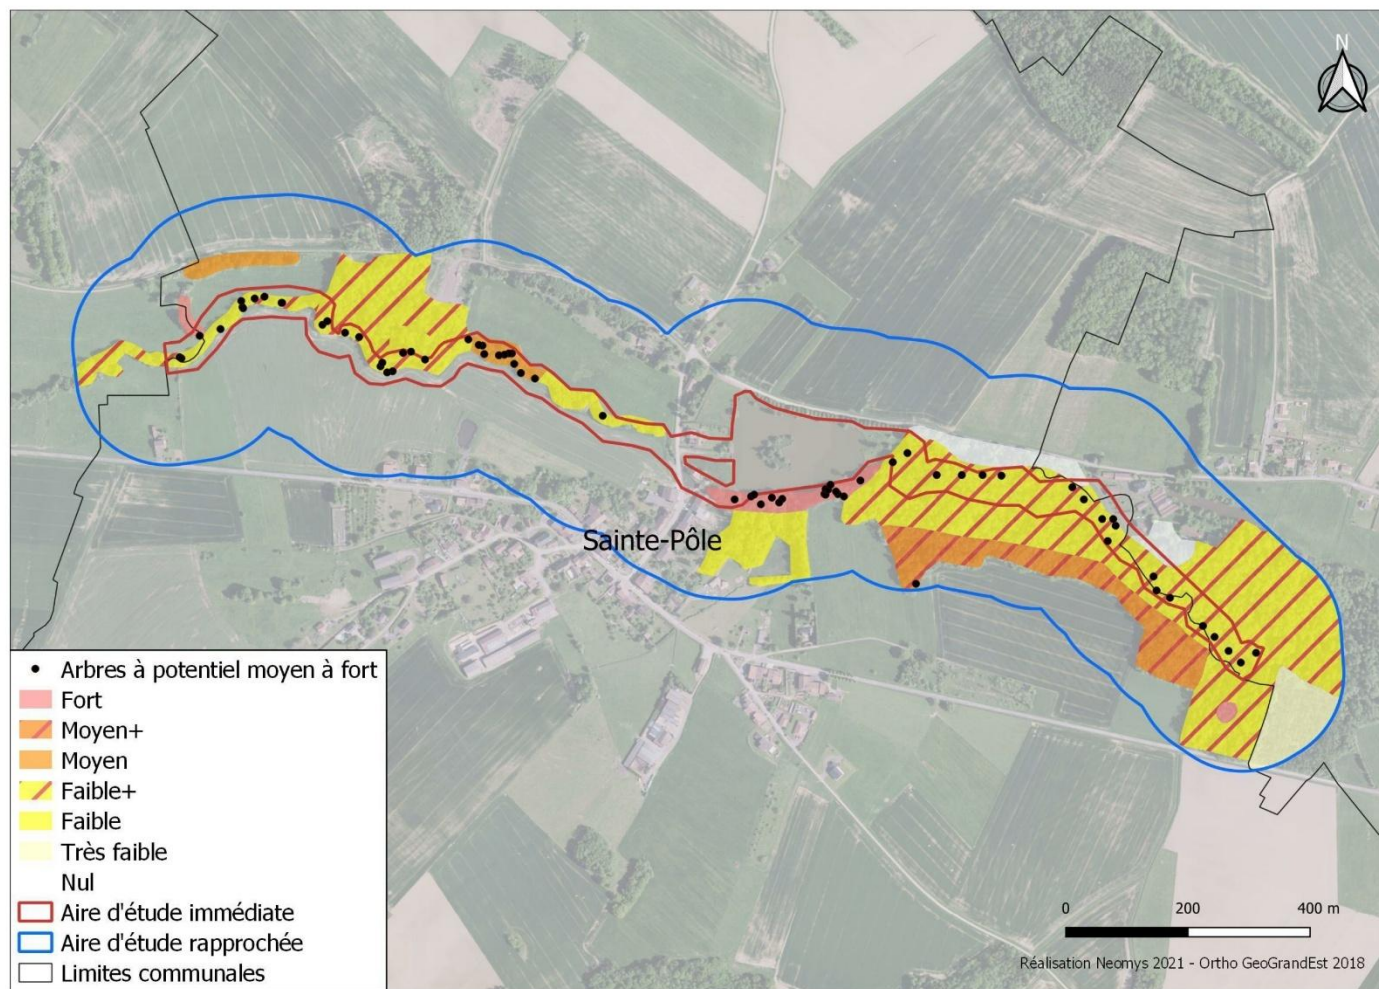 N
Sainte-Pôle
Arbres à potentiel moyen à fort
Fort
Moyen+
Moyen
Faible+
Faible
Très faible
Nul
Aire d'étude immédiate
Aire d'étude rapprochée
Limites communales
0 200 400 m
Réalisation Neomys 2021 - Ortho GeoGrandEst 2018